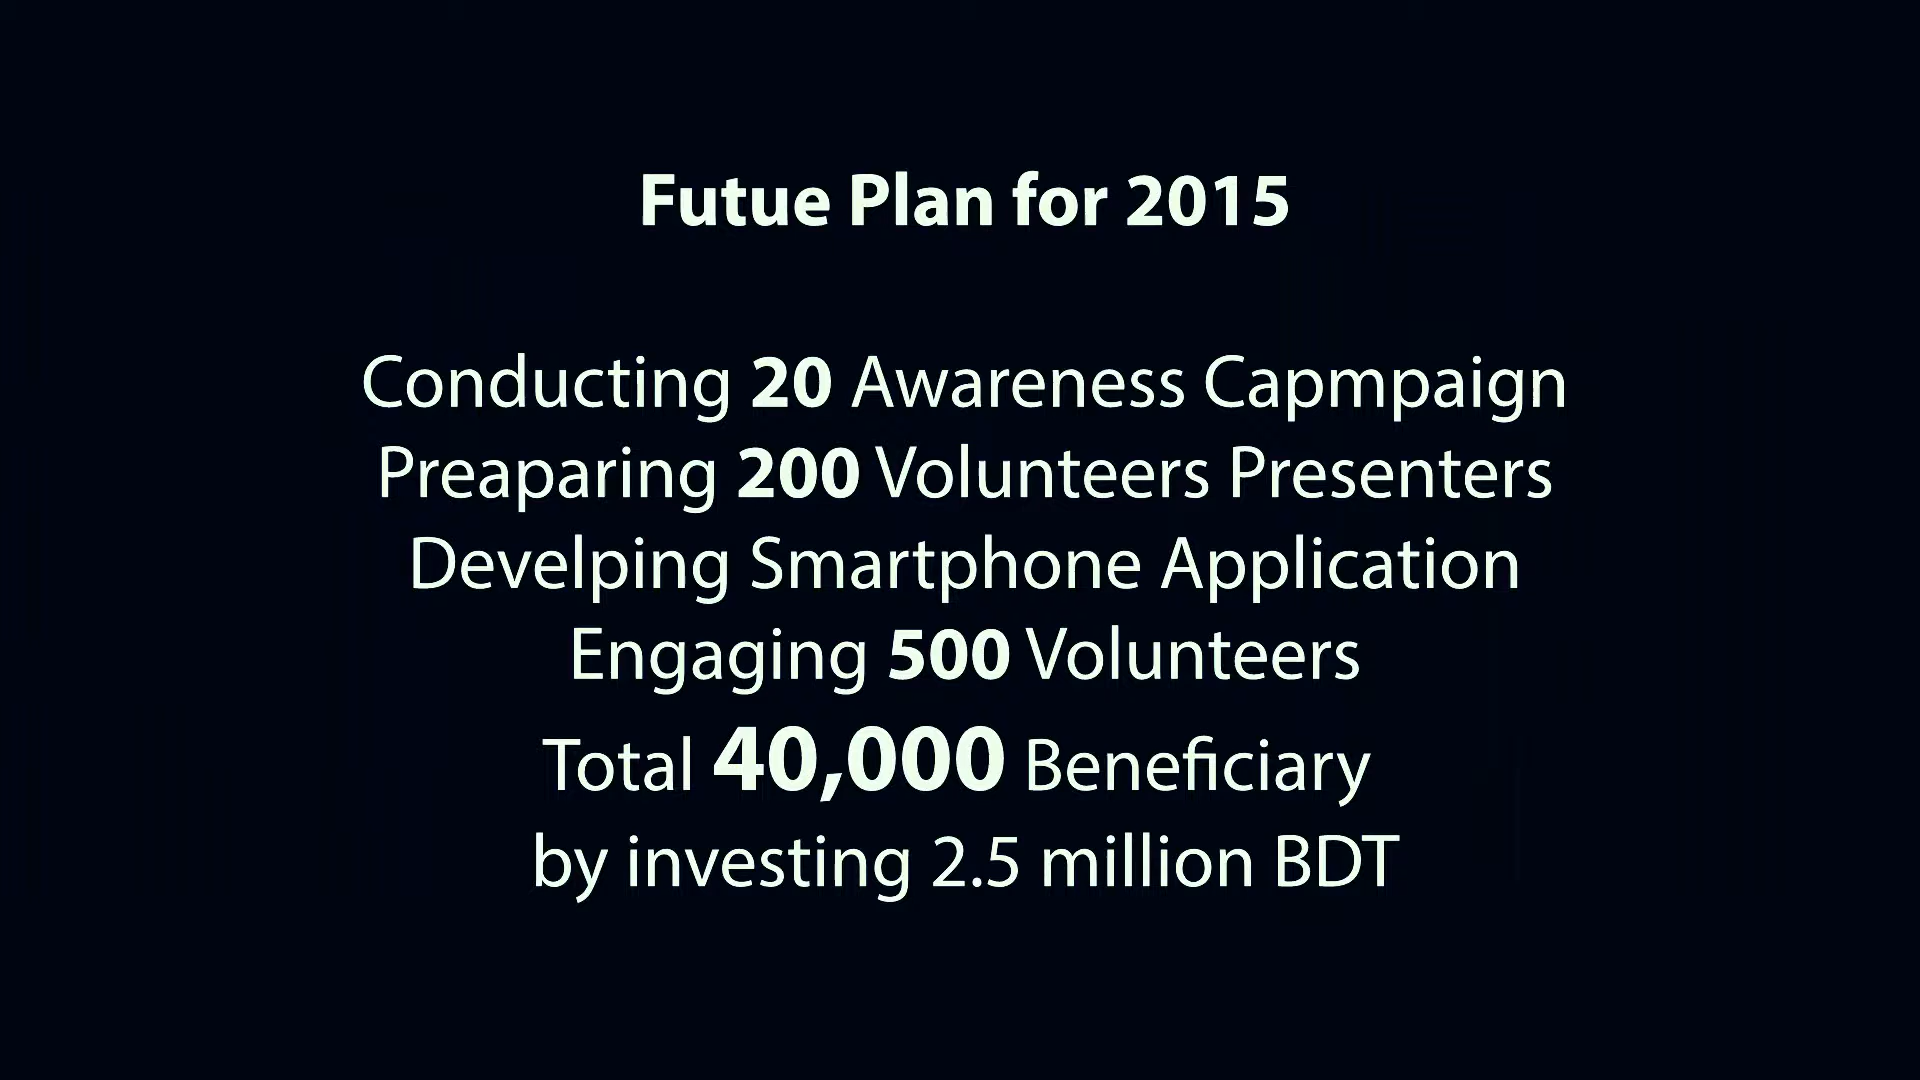 Futue Plan for 2015
Conducting 20 Awareness Capmpaign
Preaparing 200 Volunteers Presenters
Develping Smartphone Application
Engaging 500 Volunteers
Total 40,000 Beneficiary
by investing 2.5 million BDT